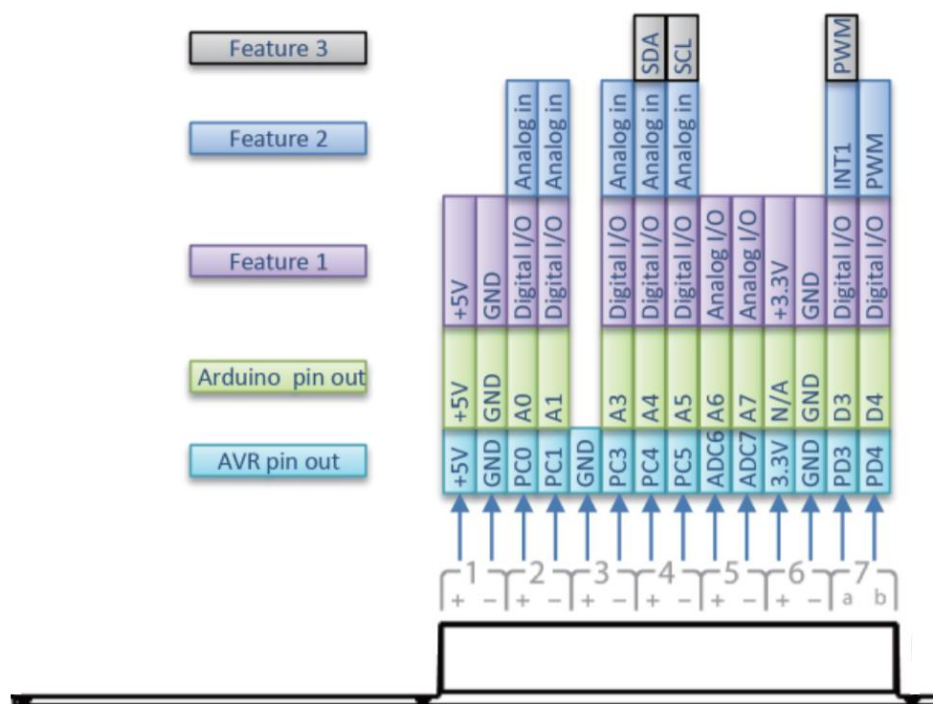 Feature 3
SDA
SCL
PWM
Feature 2
Analog in
Analog in
Analog in
Analog in
Analog in
INT1
PWM
Feature 1
+5V
GND
Digital I/O
Digital I/O
Digital I/O
Digital I/O
Digital I/O
Analog I/O
Analog I/O
+3.3V
GND
Digital I/O
Digital I/O
Arduino pin out
+5V
GND
A0
A1
A3
A4
A5
A6
A7
N/A
GND
D3
D4
AVR pin out
+5V
GND
PC0
PC1
GND
PC3
PC4
PC5
ADC6
ADC7
3.3V
GND
PD3
PD4
1 2 3 4 5 6 7
+ − + − + − + − + − + − a b